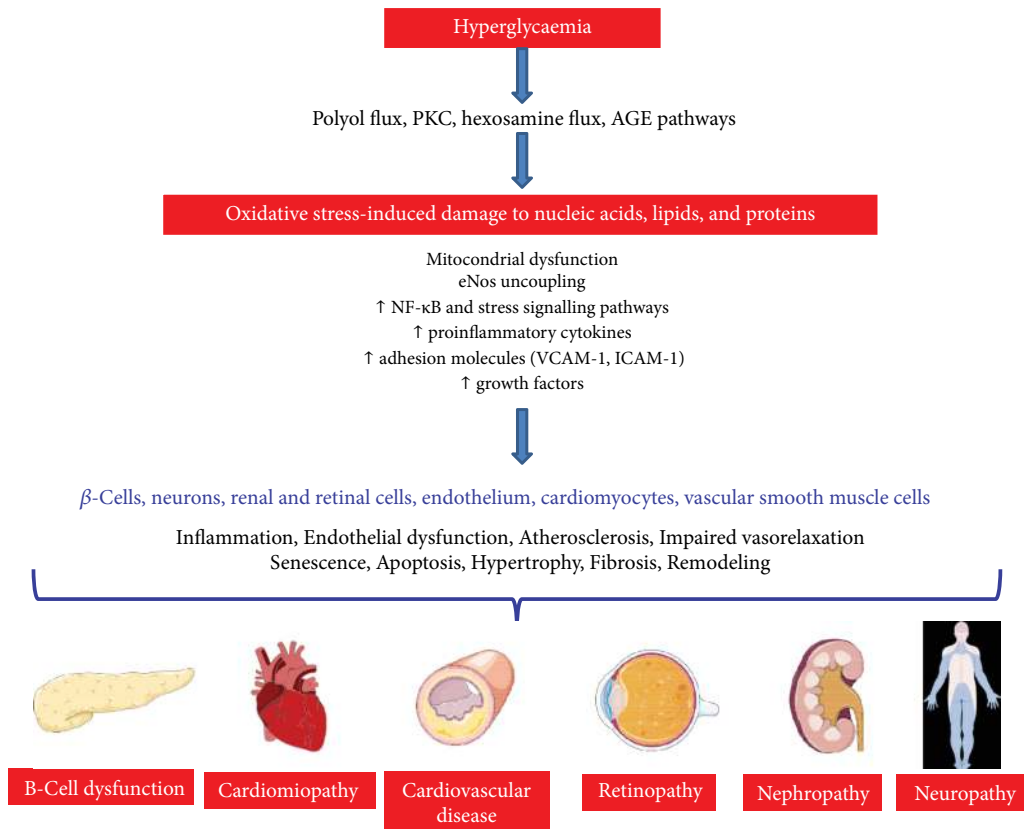 Hyperglycaemia
Polyol flux, PKC, hexosamine flux, AGE pathways
Oxidative stress-induced damage to nucleic acids, lipids, and proteins
Mitocondrial dysfunction
eNos uncoupling
↑ NF-κB and stress signalling pathways
↑ proinflammatory cytokines
↑ adhesion molecules (VCAM-1, ICAM-1)
↑ growth factors
β-Cells, neurons, renal and retinal cells, endothelium, cardiomyocytes, vascular smooth muscle cells
Inflammation, Endothelial dysfunction, Atherosclerosis, Impaired vasorelaxation
Senescence, Apoptosis, Hypertrophy, Fibrosis, Remodeling
B-Cell dysfunction
Cardiomiopathy
Cardiovascular
disease
Retinopathy
Nephropathy
Neuropathy